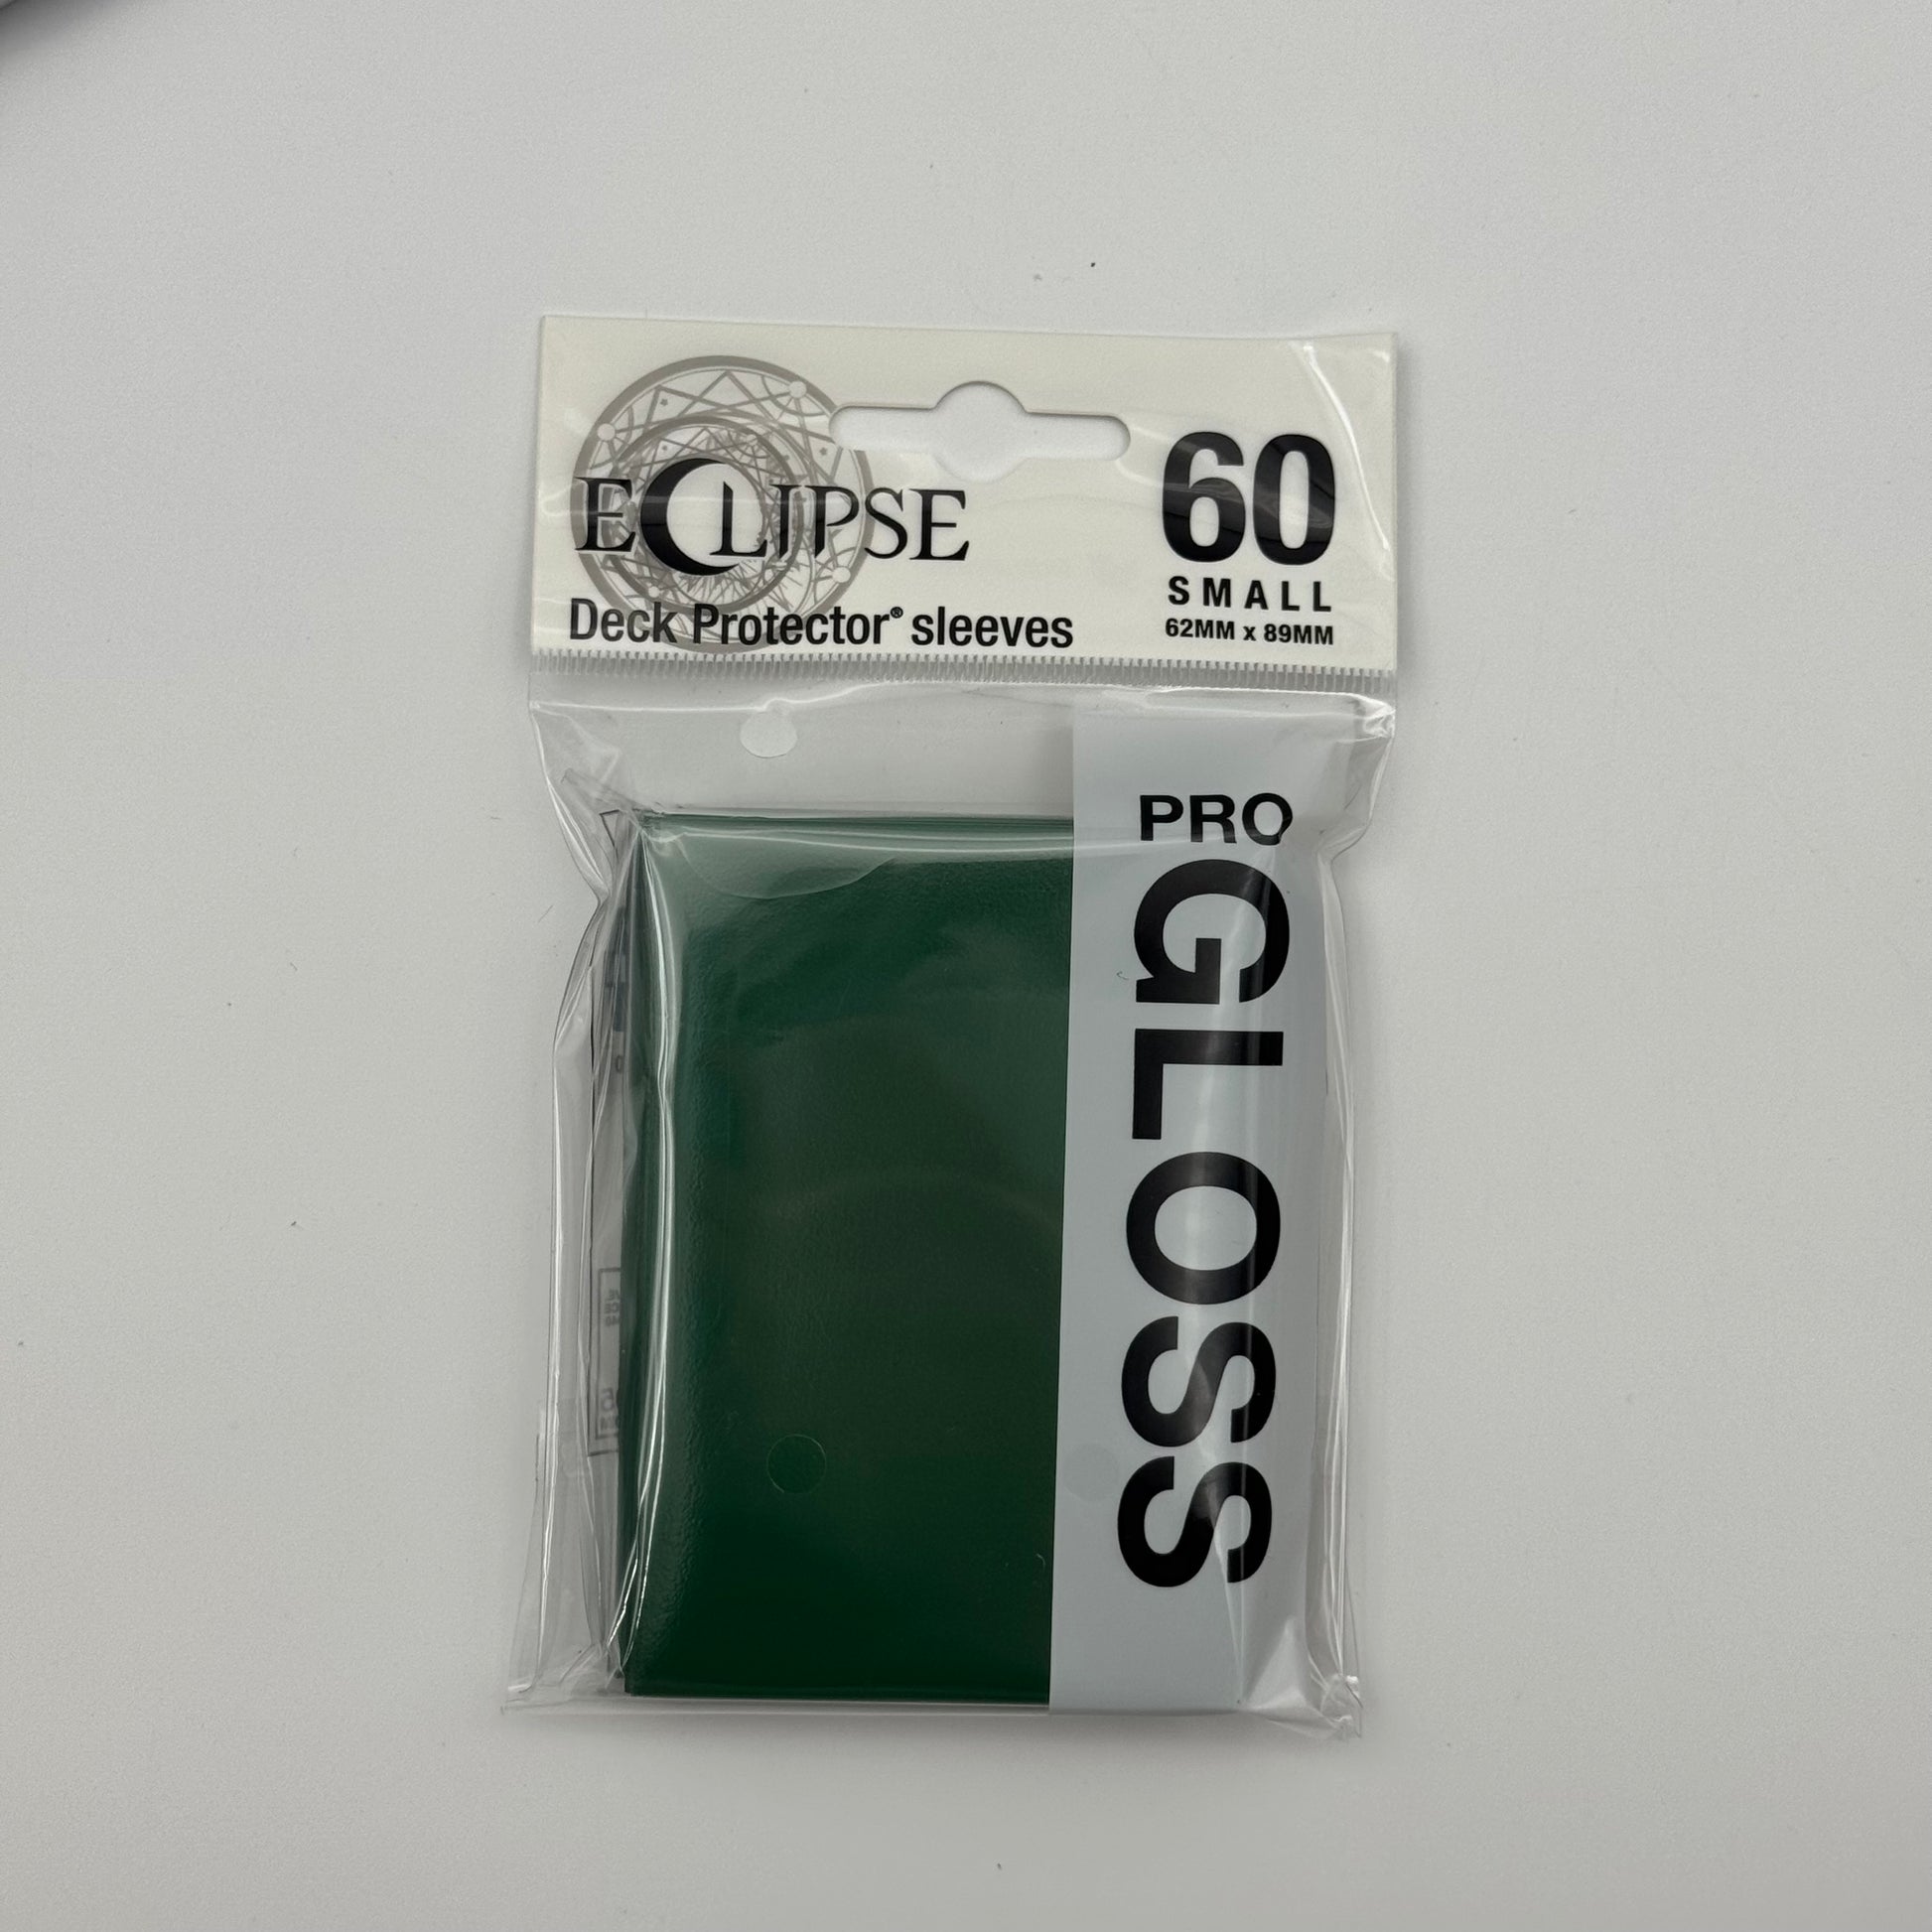 ECLIPSE
Deck Protector® sleeves
60
SMALL
62MM x 89MM
PRO
GLOSS